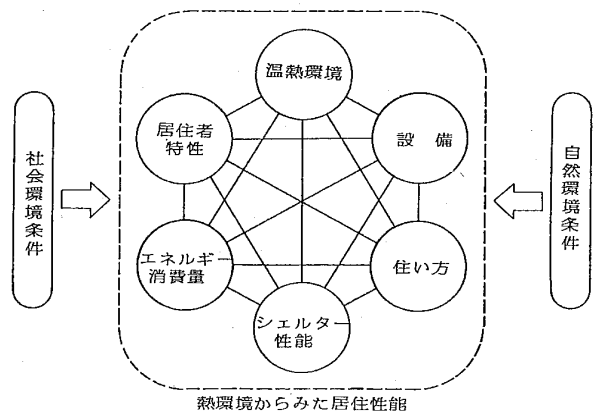 温熱環境
居住者
特性
設 備
社会環境条件
自然環境条件
エネルギー
消費量
住い方
シェルター
性能
熱環境からみた居住性能